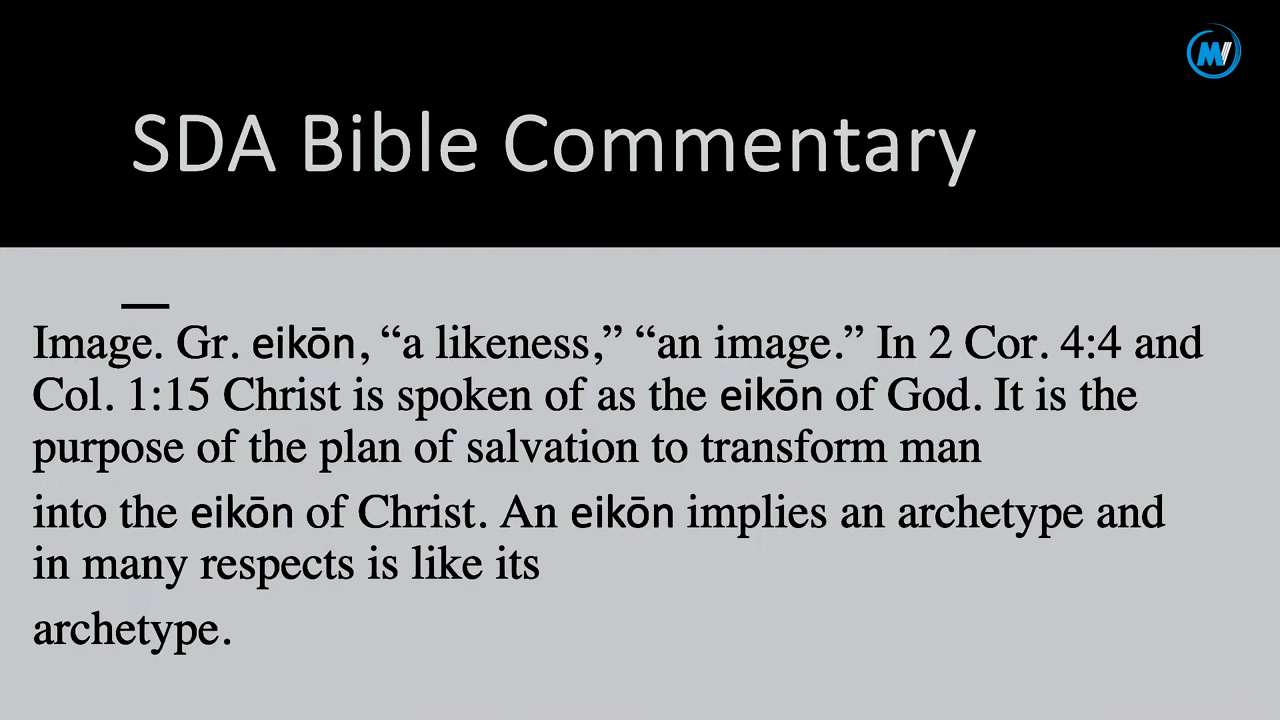 MV
SDA Bible Commentary
Image. Gr. eikōn, “a likeness,” “an image.” In 2 Cor. 4:4 and
Col. 1:15 Christ is spoken of as the eikōn of God. It is the
purpose of the plan of salvation to transform man
into the eikōn of Christ. An eikōn implies an archetype and
in many respects is like its
archetype.